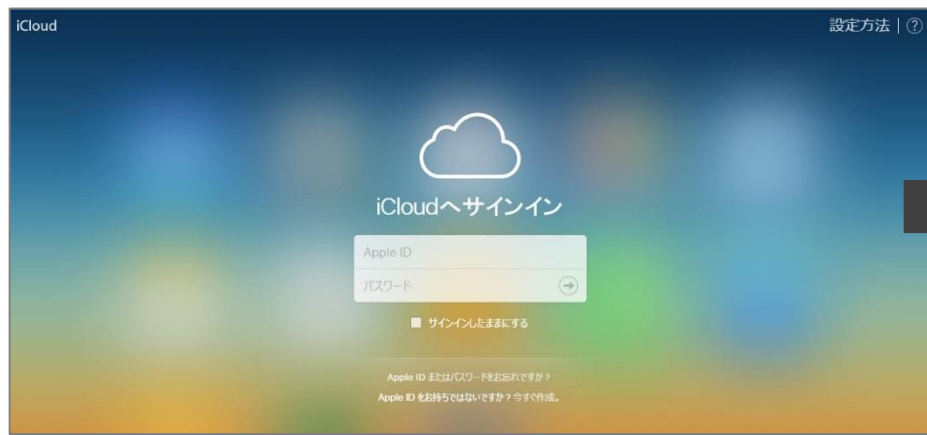 iCloud
設定方法 | ?
iCloudへサインイン
Apple ID
パスワード
サインインしたままにする
Apple ID またはパスワードをお忘れですか？
Apple ID をお持ちではないですか？今すぐ作成。